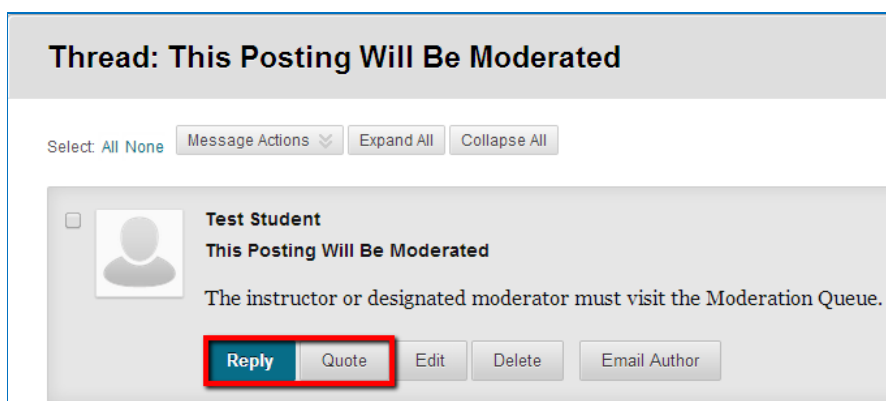 Thread: This Posting Will Be Moderated
Select: All None Message Actions Expand All Collapse All
Test Student
This Posting Will Be Moderated
The instructor or designated moderator must visit the Moderation Queue.
Reply Quote Edit Delete Email Author